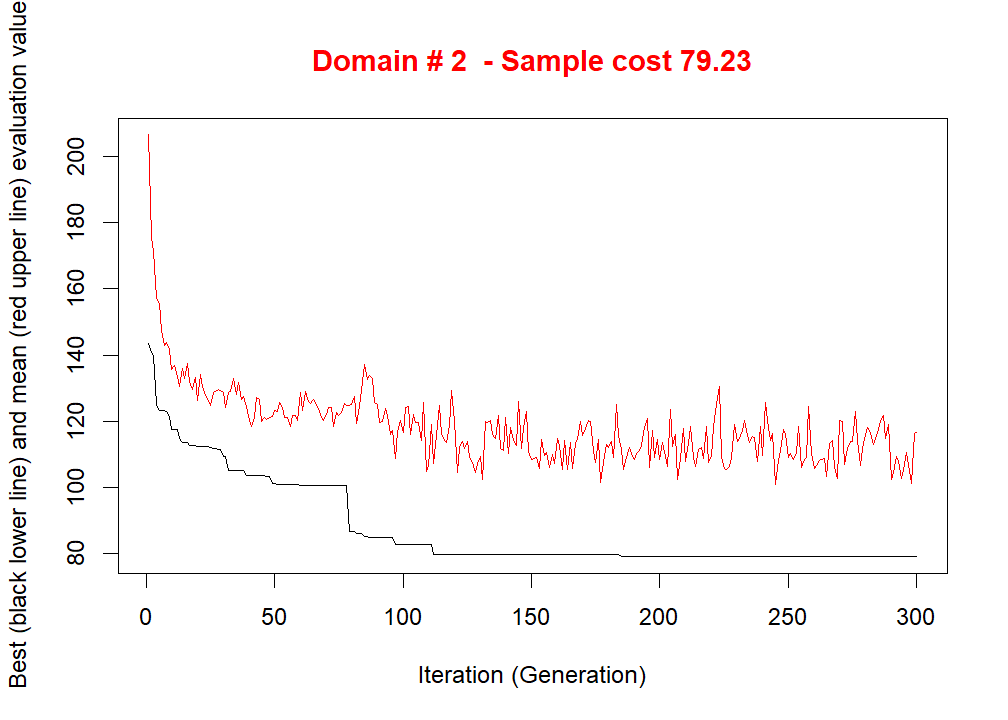 Domain # 2  - Sample cost 79.23
Best (black lower line) and mean (red upper line) evaluation value
200
180
160
140
120
100
80
0 50 100 150 200 250 300
Iteration (Generation)